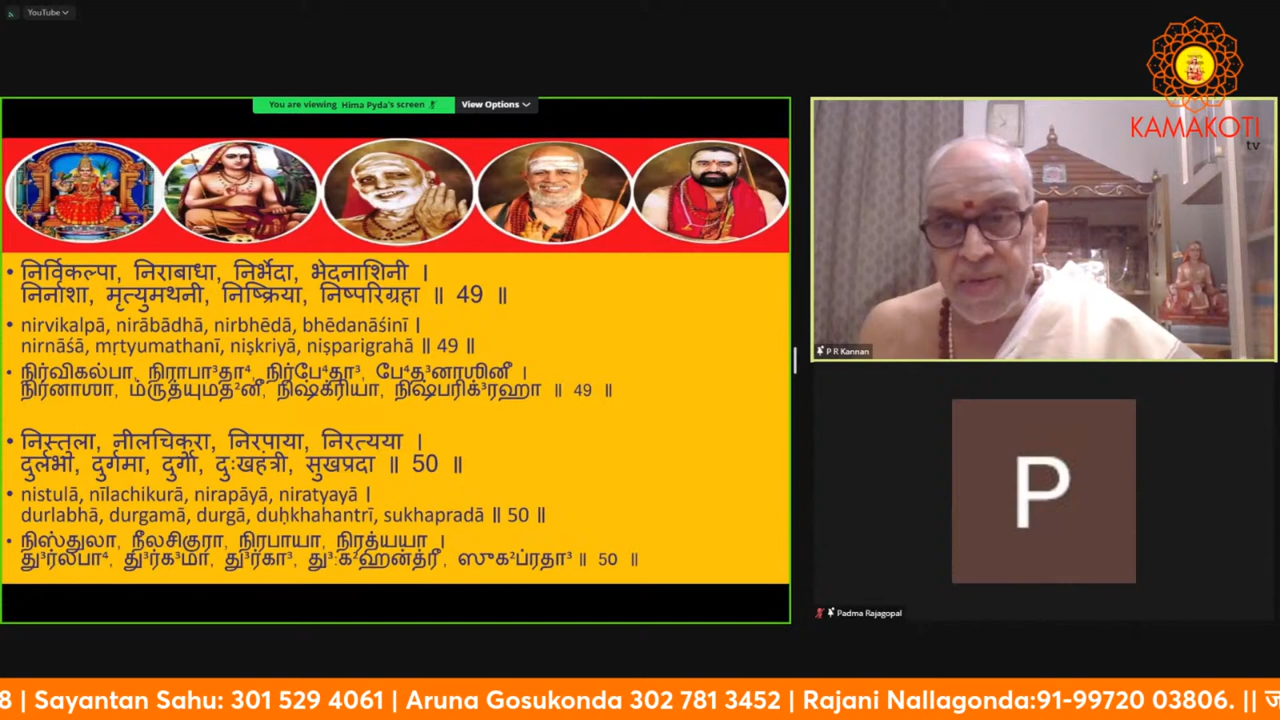 YouTube
KAMAKOTI
tv
You are viewing Hima Pyda's screen
View Options
• निर्विकल्पा, निराबाधा, निर्भेदा, भेदनाशिनी ।
निर्नाशा, मृत्युमथनी, निष्क्रिया, निष्परिग्रहा ॥ 49 ॥
• nirvikalpā, nirābādhā, nirbhēdā, bhēdanāśinī |
nirnāśā, mṛtyumathanī, niṣkriyā, niṣparigrahā ॥ 49 ॥
• நிர்விகல்பா, நிராபா³தா⁴, நிர்பே⁴தா³, பே⁴த³னாஶினீ ।
நிர்னாஶா, ம்ருத்யுமத²னீ, நிஷ்க்ரியா, நிஷ்பரிக்³ரஹா ॥ 49 ॥
• निस्तुला, नीलचिकुरा, निरपाया, निरत्यया ।
दुर्लभा, दुर्गमा, दुर्गा, दुःखहन्त्री, सुखप्रदा ॥ 50 ॥
• nistulā, nīlachikurā, nirapāyā, niratyayā |
durlabhā, durgamā, durgā, duḥkhahantrī, sukhapradā ॥ 50 ॥
• நிஸ்துலா, நீலசிகுரா, நிரபாயா, நிரத்யயா ।
து³ர்லபா⁴, து³ர்க³மா, து³ர்கா³, து³:க²ஹன்த்ரீ, ஸுக²ப்ரதா³ ॥ 50 ॥
P R Kannan
P
Padma Rajagopal
8 | Sayantan Sahu: 301 529 4061 | Aruna Gosukonda 302 781 3452 | Rajani Nallagonda:91-99720 03806. ||